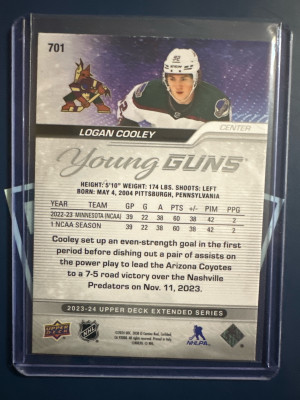 701
LOGAN COOLEY
CENTER
Young GUNS
HEIGHT: 5'10" WEIGHT: 174 LBS. SHOOTS: LEFT
BORN: MAY 4, 2004 PITTSBURGH, PENNSYLVANIA
YEAR TEAM GP G A PTS +/- PIM PPG
2022-23 MINNESOTA (NCAA) 39 22 38 60 38 42 2
1 NCAA SEASON 39 22 38 60 38 42 2
Cooley set up an even-strength goal in the first
period before dishing out a pair of assists on
the power play to lead the Arizona Coyotes
to a 7-5 road victory over the Nashville
Predators on Nov. 11, 2023.
2023-24 UPPER DECK EXTENDED SERIES
UPPER DECK
NHL
NHLPA